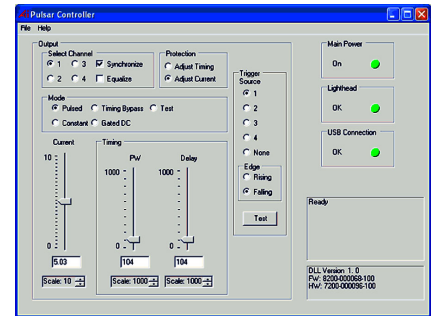 Pulsar Controller
File Help
Output
Select Channel
1 3 Synchronize
2 4 Equalize
Protection
Adjust Timing
Adjust Current
Mode
Pulsed Timing Bypass Test
Constant Gated DC
Current
10
0
5.03
Scale: 10
Timing
PW Delay
1000 1000
0 0
104 104
Scale: 1000 Scale: 1000
Trigger
Source
1
2
3
4
None
Edge
Rising
Falling
Test
Main Power
On
Lighthead
OK
USB Connection
OK
Ready
DLL Version 1. 0
FW: 8200-000068-100
HW: 7200-000096-100